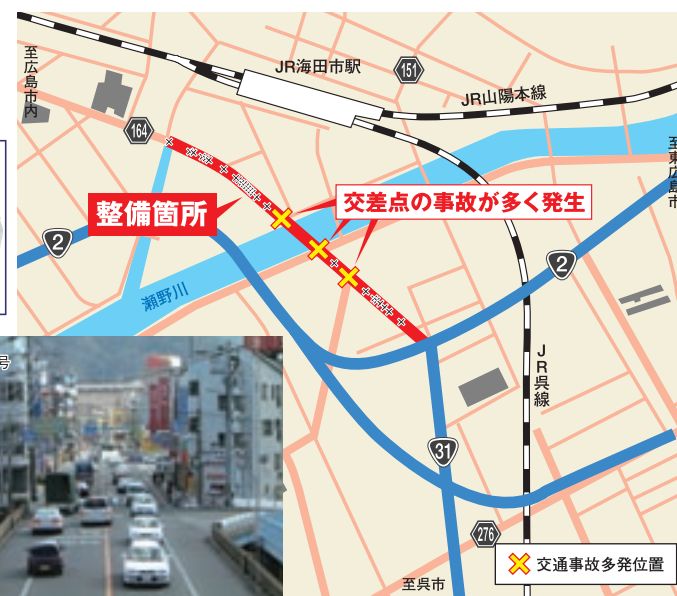 至広島市内
JR海田市駅
151
JR山陽本線
164
至東広島市
整備箇所
交差点の事故が多く発生
2
2
瀬野川
号
JR呉線
31
276
至呉市
交通事故多発位置